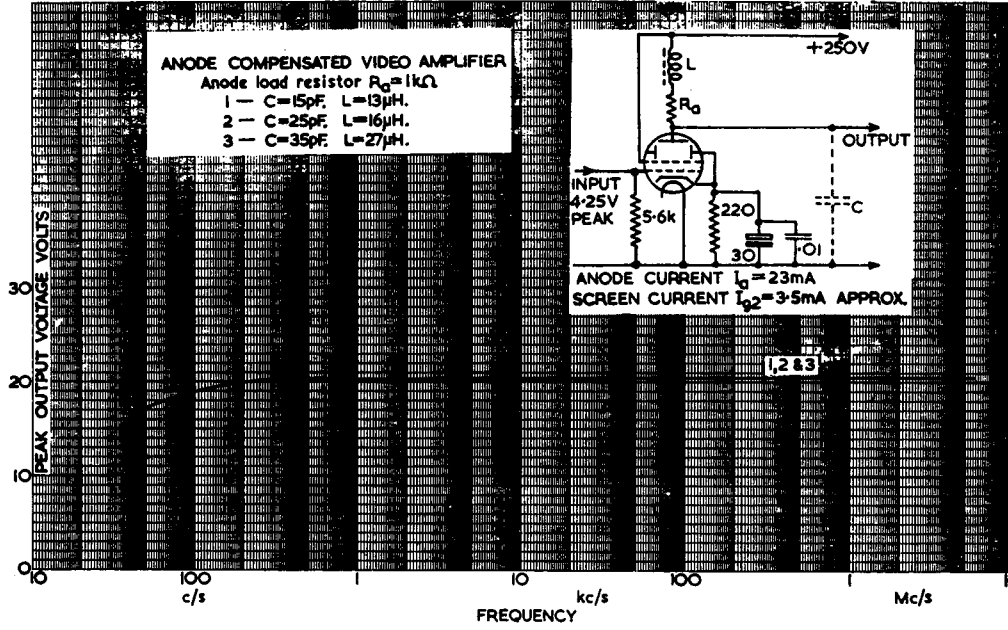 ANODE COMPENSATED VIDEO AMPLIFIER
Anode load resistor Ra=1kΩ
1 — C=15pF. L=13μH.
2 — C=25pF. L=16μH.
3 — C=35pF. L=27μH.
+250V
L
Ra
OUTPUT
INPUT
4·25V
PEAK
5·6k
220
30
·01
C
ANODE CURRENT Ia=23mA
SCREEN CURRENT Ig2=3·5mA APPROX.
1,2 &3
PEAK OUTPUT VOLTAGE VOLTS
30
20
10
0
10 100 1 10 100 1
c/s kc/s Mc/s
FREQUENCY